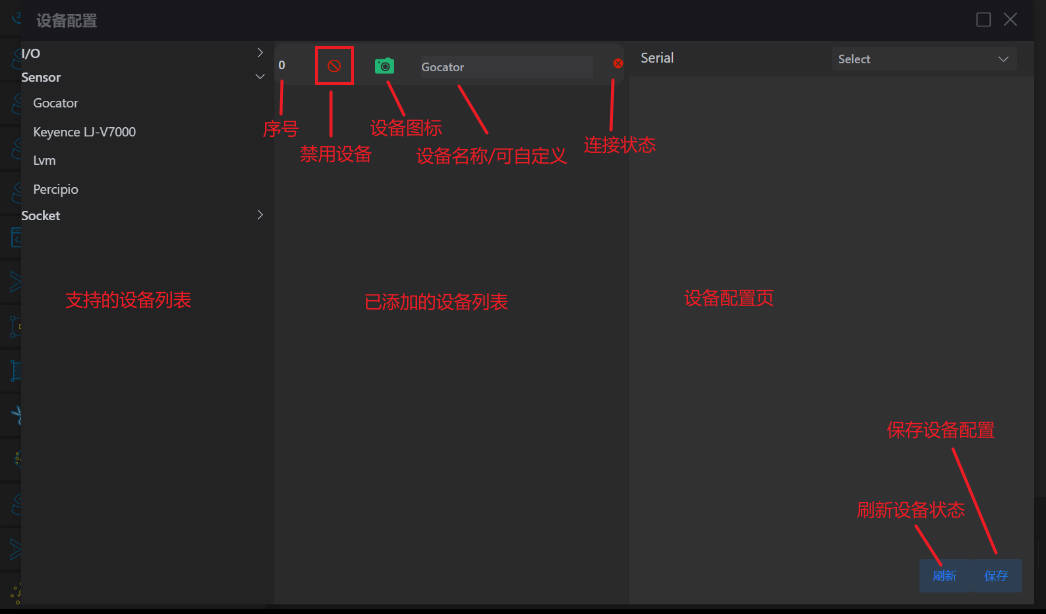 设备配置
I/O
Sensor
Gocator
Keyence LJ-V7000
Lvm
Percipio
Socket
支持的设备列表
0
Gocator
序号
禁用设备
设备图标
设备名称/可自定义
连接状态
已添加的设备列表
Serial
Select
设备配置页
保存设备配置
刷新设备状态
刷新
保存